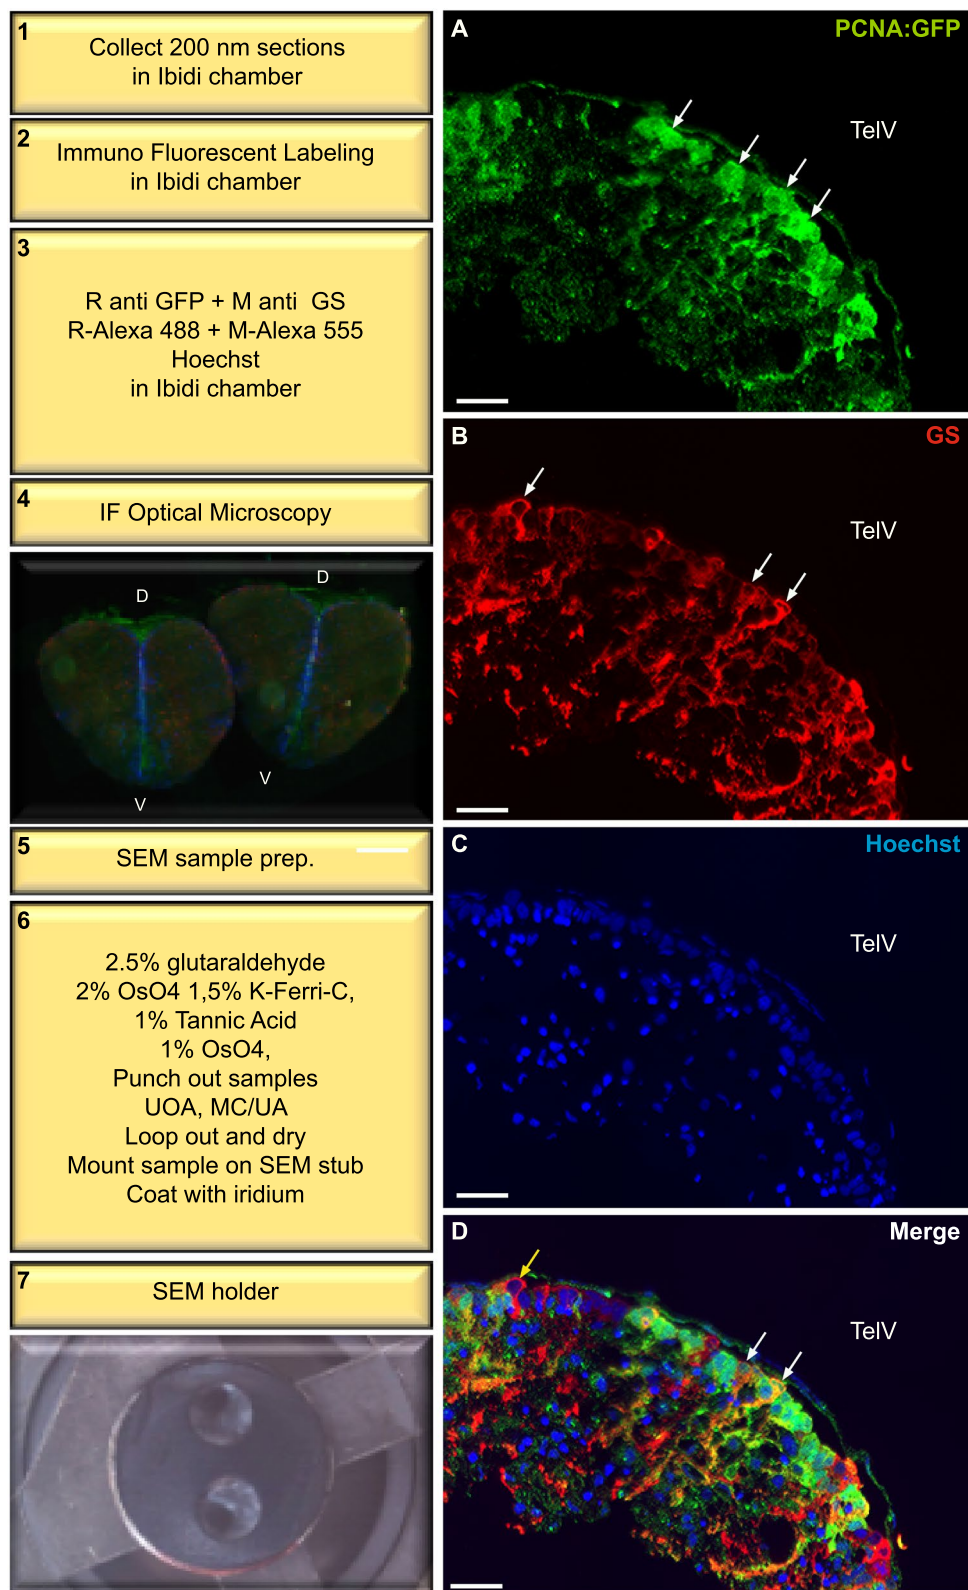 1
Collect 200 nm sections
in Ibidi chamber
2
Immuno Fluorescent Labeling
in Ibidi chamber
3
R anti GFP + M anti  GS
R-Alexa 488 + M-Alexa 555
Hoechst
in Ibidi chamber
4
IF Optical Microscopy
D
D
V
V
5
SEM sample prep.
6
2.5% glutaraldehyde
2% OsO4 1,5% K-Ferri-C,
1% Tannic Acid
1% OsO4,
Punch out samples
UOA, MC/UA
Loop out and dry
Mount sample on SEM stub
Coat with iridium
7
SEM holder
A
PCNA:GFP
TelV
B
GS
TelV
C
Hoechst
TelV
D
Merge
TelV